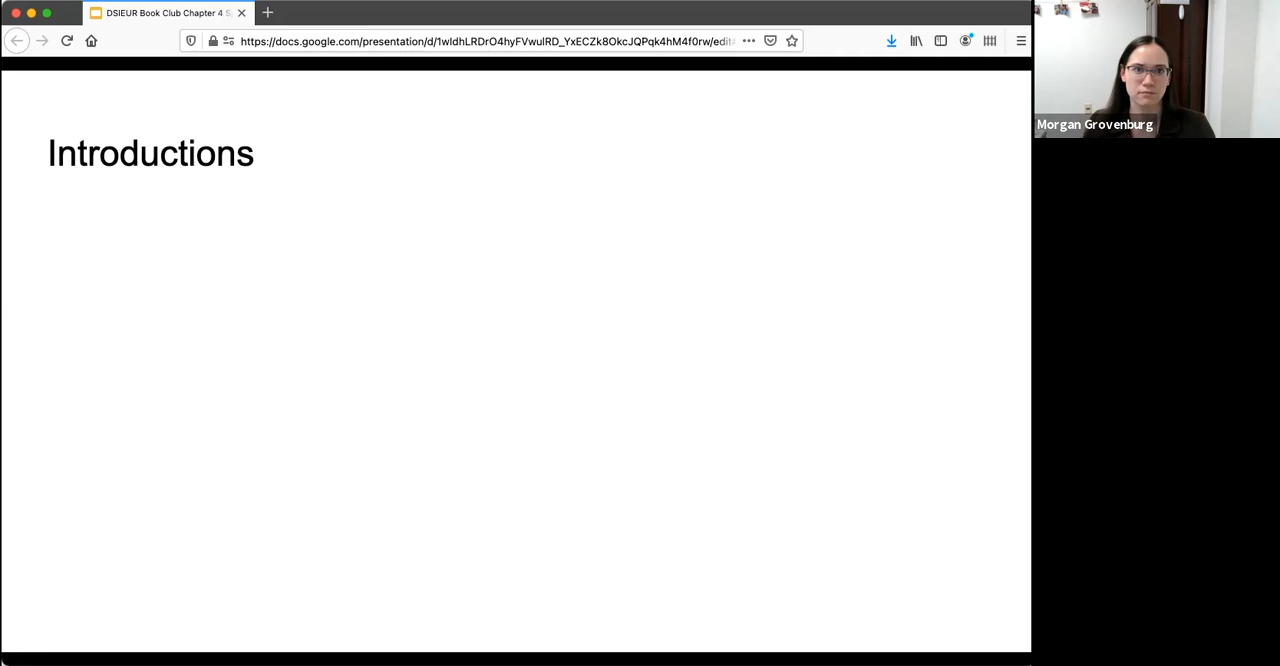 DSIEUR Book Club Chapter 4 S
https://docs.google.com/presentation/d/1wIdhLRDrO4hyFVwulRD_YxECZk8OkcJQPqk4hM4f0rw/edit
Introductions
Morgan Grovenburg